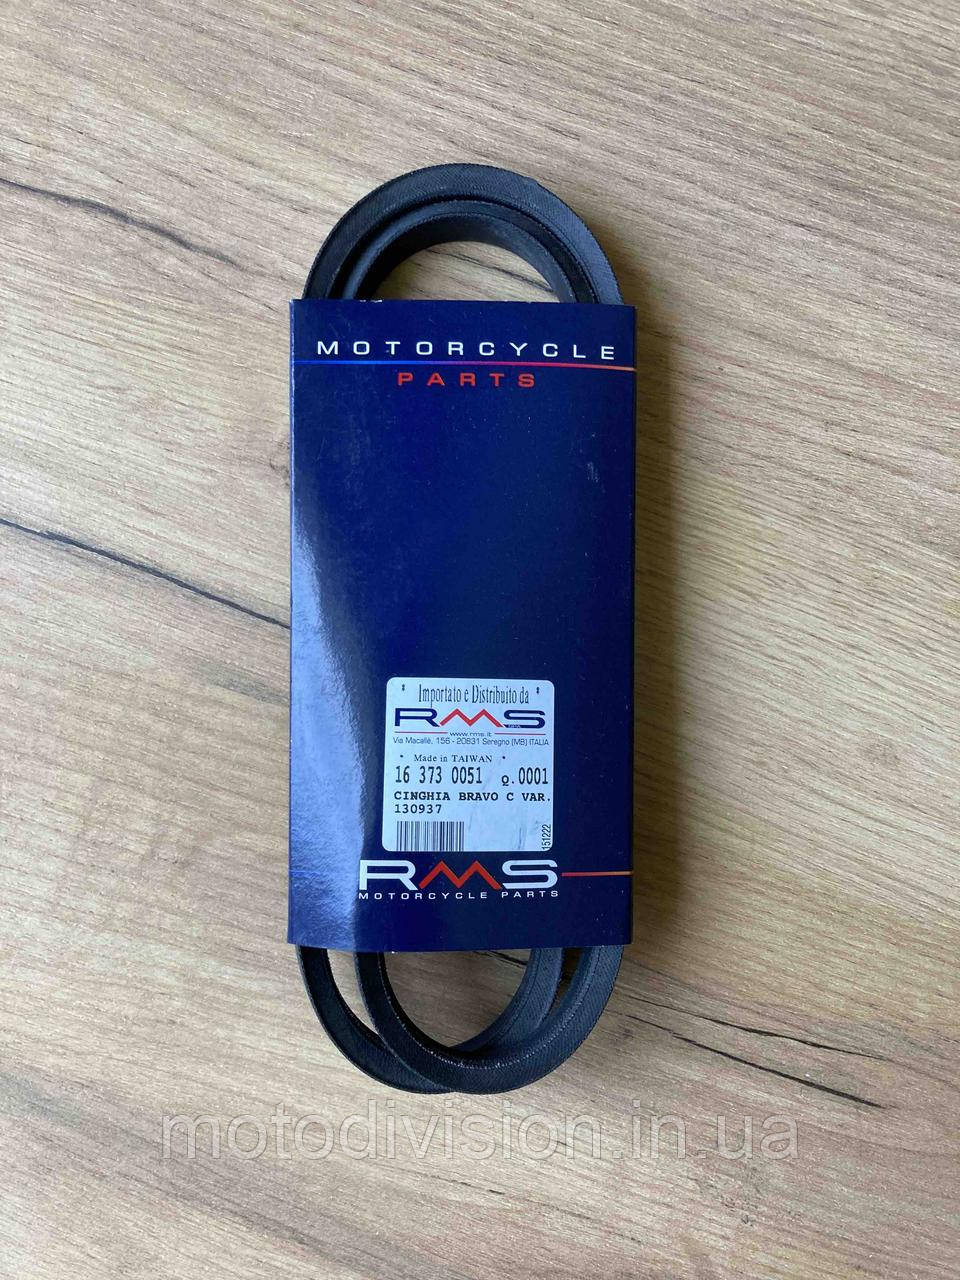 MOTORCYCLE
PARTS
* Importato e Distribuito da *
RMS
www.rms.it
Via Macallè, 156 - 20831 Seregno (MB) ITALIA
* Made in TAIWAN *
16 373 0051 Q.0001
CINGHIA BRAVO C VAR.
130937
151222
RMS
MOTORCYCLE PARTS
motodivision.in.ua